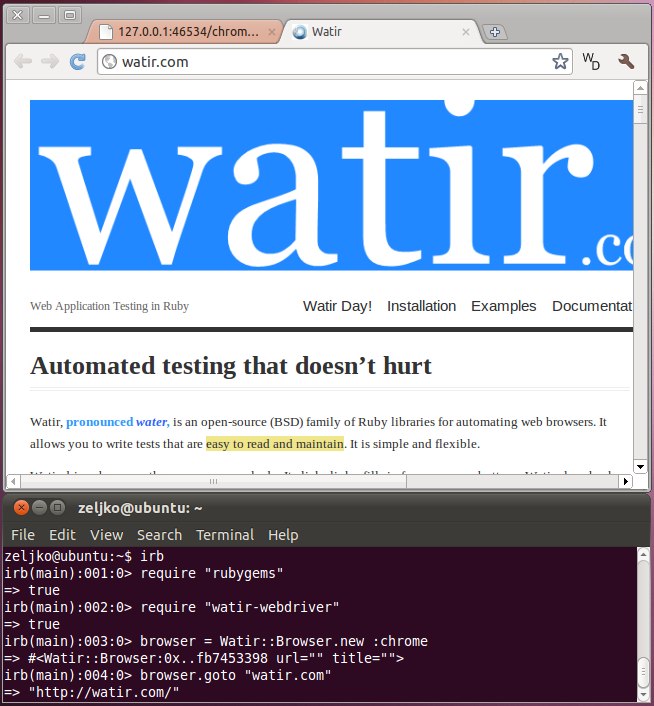 127.0.0.1:46534/chrom...
Watir
watir.com
WD
watir.co
Web Application Testing in Ruby
Watir Day! Installation Examples Documentat
Automated testing that doesn’t hurt
Watir, pronounced water, is an open-source (BSD) family of Ruby libraries for automating web browsers. It
allows you to write tests that are easy to read and maintain. It is simple and flexible.
zeljko@ubuntu: ~
File Edit View Search Terminal Help
zeljko@ubuntu:~$ irb
irb(main):001:0> require "rubygems"
=> true
irb(main):002:0> require "watir-webdriver"
=> true
irb(main):003:0> browser = Watir::Browser.new :chrome
=> #<Watir::Browser:0x..fb7453398 url="" title="">
irb(main):004:0> browser.goto "watir.com"
=> "http://watir.com/"